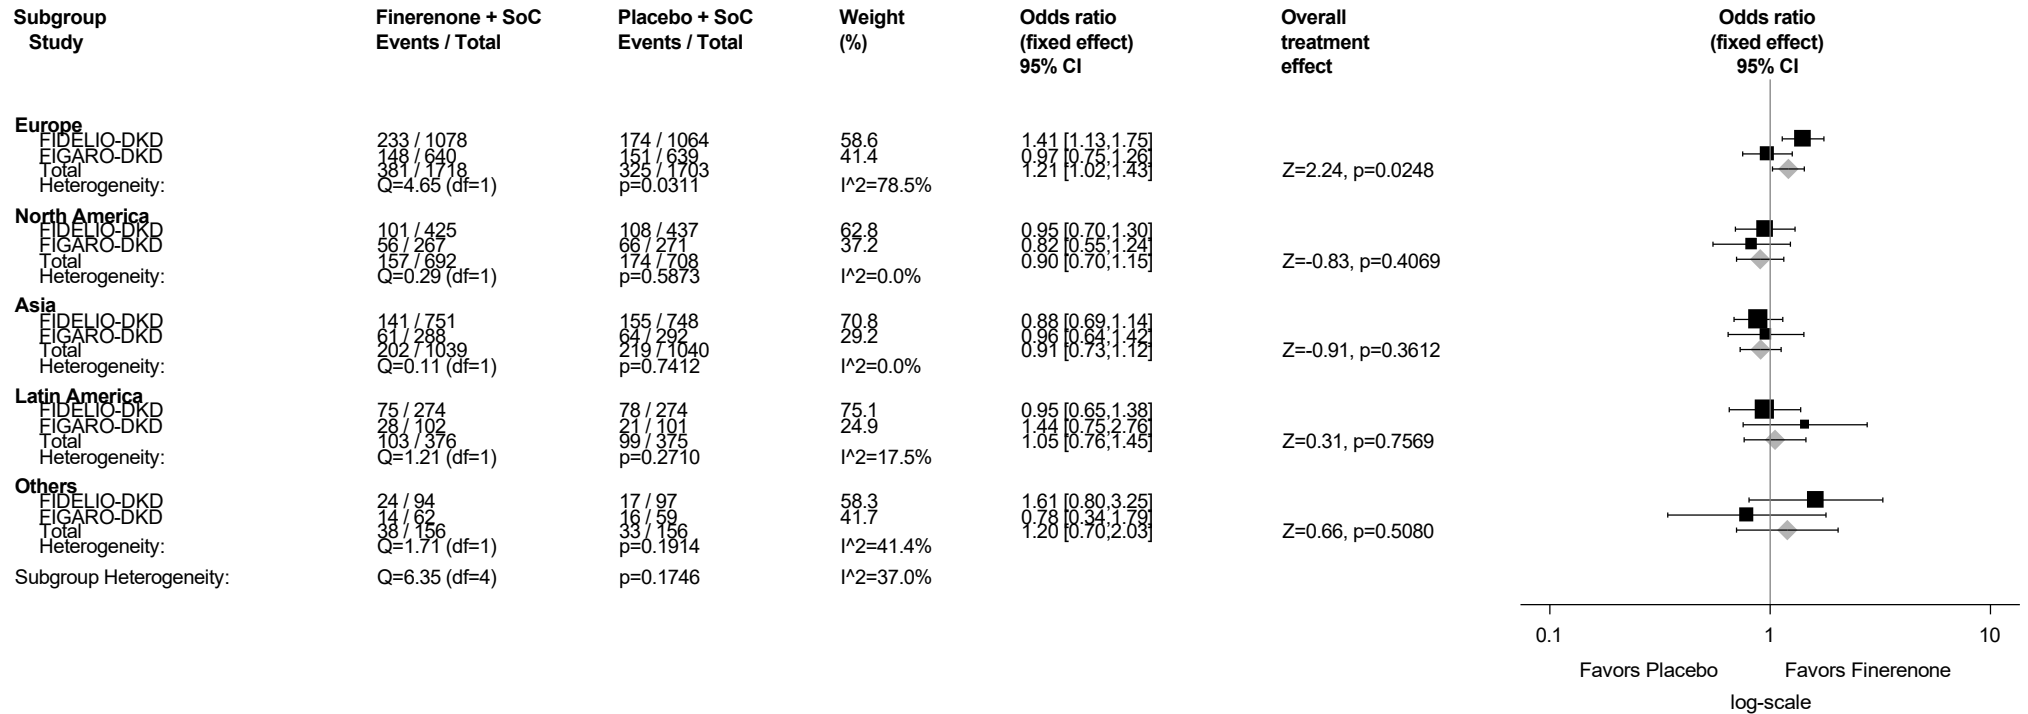 Subgroup Finerenone + SoC Placebo + SoC Weight Odds ratio Overall Odds ratio
Study Events / Total Events / Total (%) (fixed effect) treatment (fixed effect)
95% CI effect 95% CI
Europe
FIDELIO-DKD 233 / 1078 174 / 1064 58.6 1.41 [1.13,1.75]
FIGARO-DKD 148 / 640 151 / 639 41.4 0.97 [0.75,1.26]
Total 381 / 1718 325 / 1703 1.21 [1.02,1.43] Z=2.24, p=0.0248
Heterogeneity: Q=4.65 (df=1) p=0.0311 I^2=78.5%
North America
FIDELIO-DKD 101 / 425 108 / 437 62.8 0.95 [0.70,1.30]
FIGARO-DKD 56 / 267 66 / 271 37.2 0.82 [0.55,1.24]
Total 157 / 692 174 / 708 0.90 [0.70,1.15] Z=-0.83, p=0.4069
Heterogeneity: Q=0.29 (df=1) p=0.5873 I^2=0.0%
Asia
FIDELIO-DKD 141 / 751 155 / 748 70.8 0.88 [0.69,1.14]
FIGARO-DKD 61 / 288 64 / 292 29.2 0.96 [0.64,1.42]
Total 202 / 1039 219 / 1040 0.91 [0.73,1.12] Z=-0.91, p=0.3612
Heterogeneity: Q=0.11 (df=1) p=0.7412 I^2=0.0%
Latin America
FIDELIO-DKD 75 / 274 78 / 274 75.1 0.95 [0.65,1.38]
FIGARO-DKD 28 / 102 21 / 101 24.9 1.44 [0.75,2.76]
Total 103 / 376 99 / 375 1.05 [0.76,1.45] Z=0.31, p=0.7569
Heterogeneity: Q=1.21 (df=1) p=0.2710 I^2=17.5%
Others
FIDELIO-DKD 24 / 94 17 / 97 58.3 1.61 [0.80,3.25]
FIGARO-DKD 14 / 62 16 / 59 41.7 0.78 [0.34,1.79]
Total 38 / 156 33 / 156 1.20 [0.70,2.03] Z=0.66, p=0.5080
Heterogeneity: Q=1.71 (df=1) p=0.1914 I^2=41.4%
Subgroup Heterogeneity: Q=6.35 (df=4) p=0.1746 I^2=37.0%
0.1 1 10
Favors Placebo Favors Finerenone
log-scale